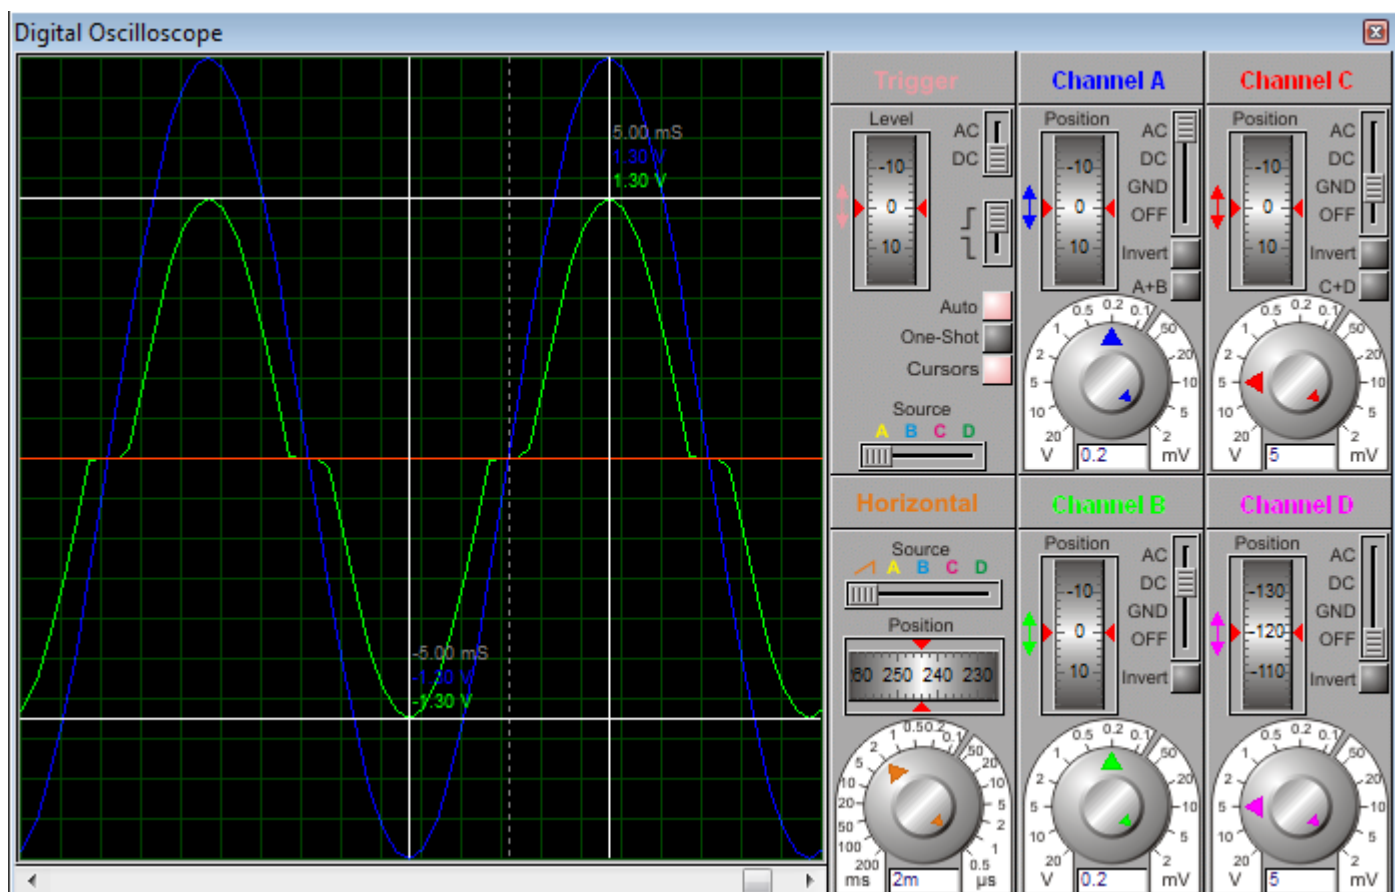 Digital Oscilloscope
5.00 mS
1.30 V
1.30 V
-5.00 mS
-1.30 V
-1.30 V
Trigger
Level
-10
0
10
AC
DC
Auto
One-Shot
Cursors
Source
A B C D
Channel A
Position
-10
0
10
AC
DC
GND
OFF
Invert
A+B
20 10 5 2 1 0.5 0.2 0.1 50 20 10 5 2
V 0.2 mV
Channel C
Position
-10
0
10
AC
DC
GND
OFF
Invert
C+D
20 10 5 2 1 0.5 0.2 0.1 50 20 10 5 2
V 5 mV
Horizontal
Source
A B C D
Position
250 240 230
200 100 50 20 10 5 2 1 0.5 0.2 0.1 50 20 10 5 2 1 0.5
ms 2m µs
Channel B
Position
-10
0
10
AC
DC
GND
OFF
Invert
20 10 5 2 1 0.5 0.2 0.1 50 20 10 5 2
V 0.2 mV
Channel D
Position
-130
-120
-110
AC
DC
GND
OFF
Invert
20 10 5 2 1 0.5 0.2 0.1 50 20 10 5 2
V 5 mV